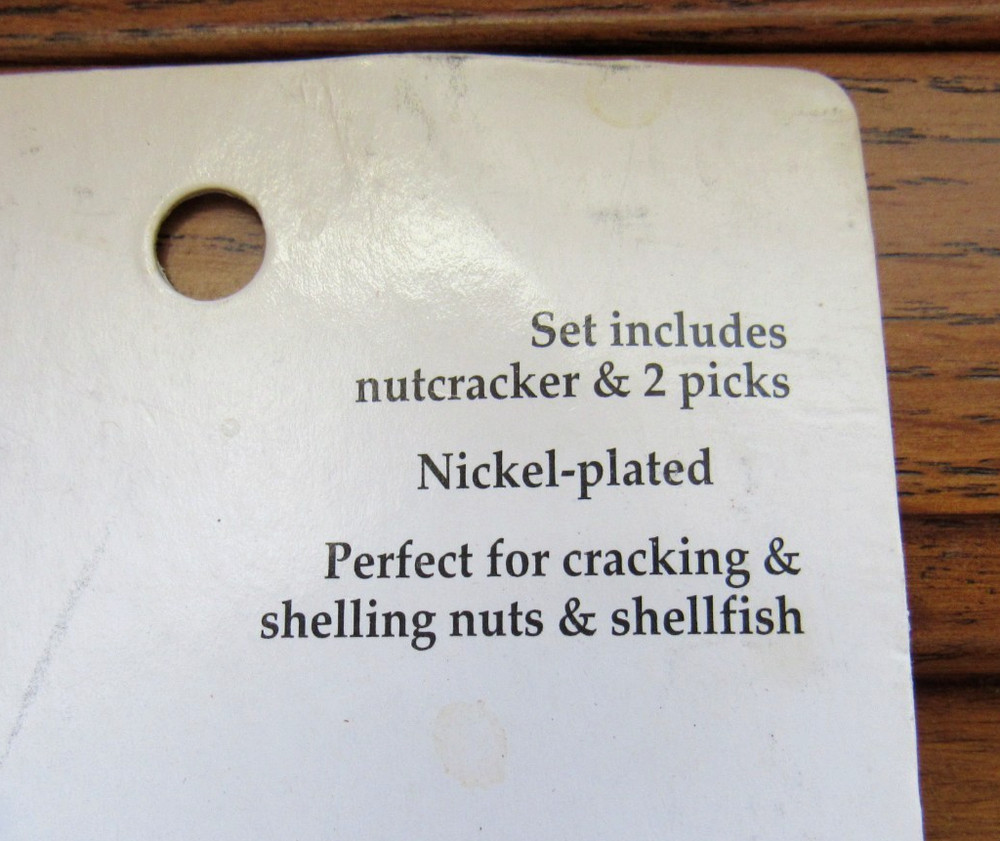 Set includes
nutcracker & 2 picks
Nickel-plated
Perfect for cracking &
shelling nuts & shellfish